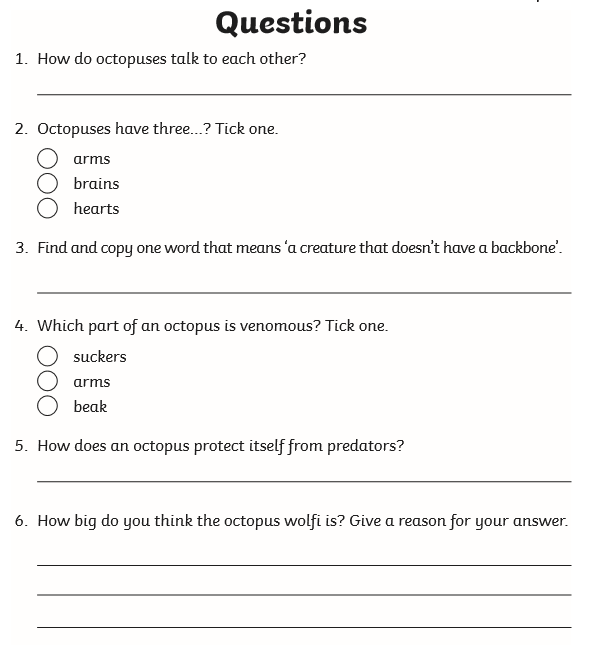 Questions
1. How do octopuses talk to each other?
2. Octopuses have three...? Tick one.
arms
brains
hearts
3. Find and copy one word that means ‘a creature that doesn’t have a backbone’.
4. Which part of an octopus is venomous? Tick one.
suckers
arms
beak
5. How does an octopus protect itself from predators?
6. How big do you think the octopus wolfi is? Give a reason for your answer.